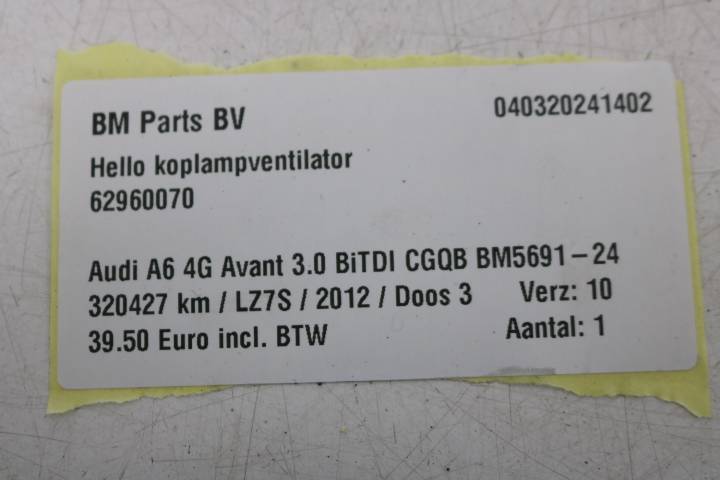 BM Parts BV 040320241402
Hello koplampventilator
62960070
Audi A6 4G Avant 3.0 BiTDI CGQB BM5691-24
320427 km / LZ7S / 2012 / Doos 3 Verz: 10
39.50 Euro incl. BTW Aantal: 1